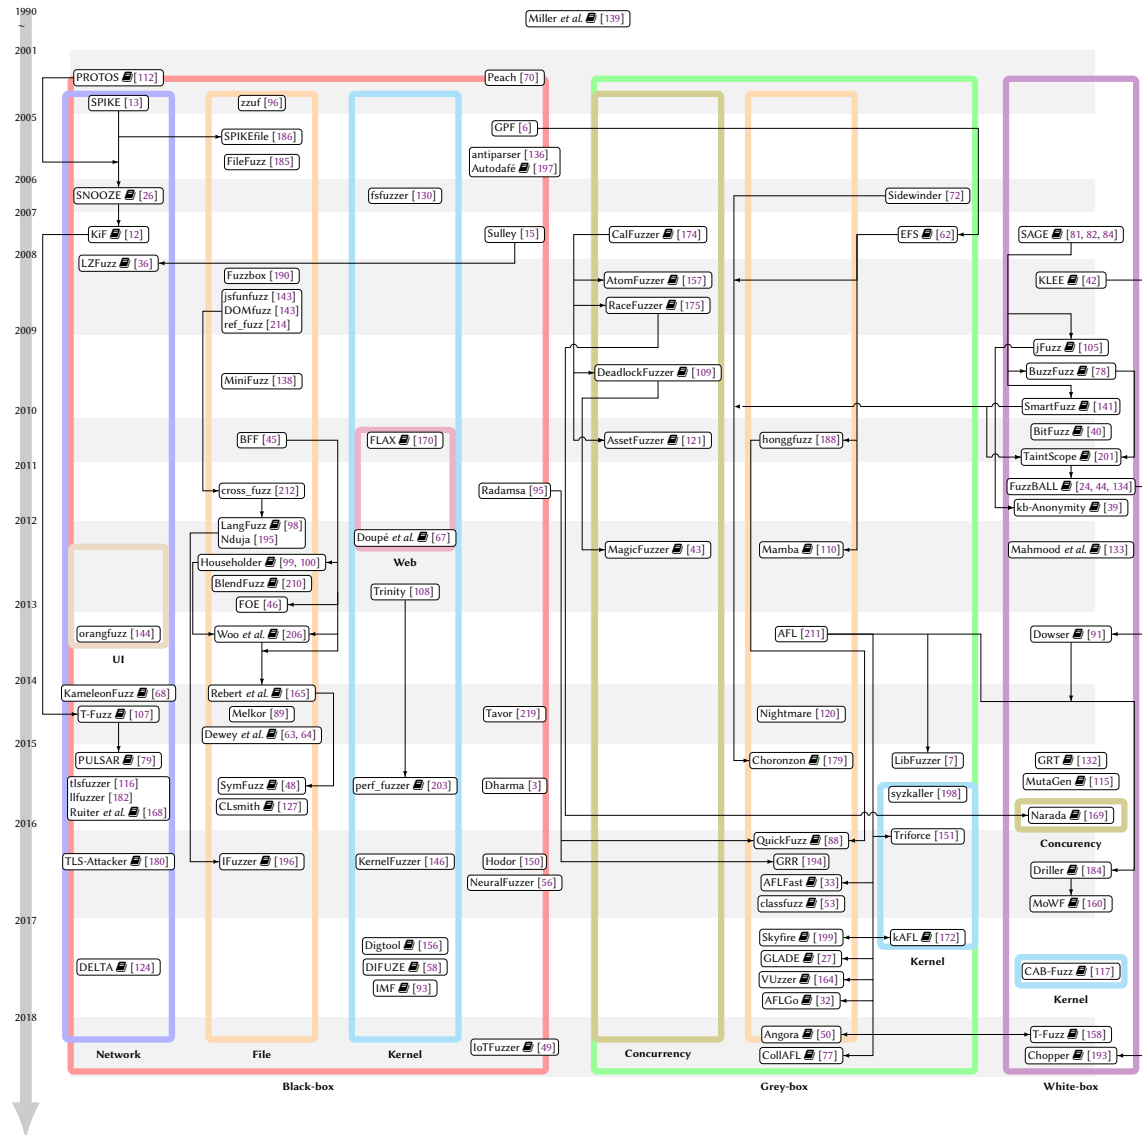 1990
~
Miller et al. [139]
2001
PROTOS [112]
Peach [70]
SPIKE [13]
zzuf [96]
2005
GPF [6]
SPIKEfile [186]
FileFuzz [185]
antiparser [136]
Autodafé [197]
2006
SNOOZE [26]
fsfuzzer [130]
Sidewinder [72]
2007
KiF [12]
Sulley [15]
CalFuzzer [174]
EFS [62]
SAGE [81, 82, 84]
2008
LZFuzz [36]
Fuzzbox [190]
AtomFuzzer [157]
KLEE [42]
jsfunfuzz [143]
DOMfuzz [143]
ref_fuzz [214]
RaceFuzzer [175]
2009
jFuzz [105]
MiniFuzz [138]
DeadlockFuzzer [109]
BuzzFuzz [78]
2010
SmartFuzz [141]
BitFuzz [40]
BFF [45]
FLAX [170]
AssetFuzzer [121]
honggfuzz [188]
TaintScope [201]
2011
cross_fuzz [212]
Radamsa [95]
FuzzBALL [24, 44, 134]
kb-Anonymity [39]
2012
LangFuzz [98]
Nduja [195]
Doupé et al. [67]
MagicFuzzer [43]
Mamba [110]
Mahmood et al. [133]
Householder [99, 100]
Web
BlendFuzz [210]
Trinity [108]
FOE [46]
2013
orangfuzz [144]
Woo et al. [206]
AFL [211]
Dowser [91]
UI
2014
KameleonFuzz [68]
Rebert et al. [165]
T-Fuzz [107]
Melkor [89]
Tavor [219]
Nightmare [120]
Dewey et al. [63, 64]
2015
PULSAR [79]
Choronzon [179]
LibFuzzer [7]
GRT [132]
tlsfuzzer [116]
llfuzzer [182]
Ruiter et al. [168]
SymFuzz [48]
perf_fuzzer [203]
Dharma [3]
MutaGen [115]
syzkaller [198]
CLsmith [127]
Narada [169]
2016
Triforce [151]
QuickFuzz [88]
Concurency
TLS-Attacker [180]
IFuzzer [196]
KernelFuzzer [146]
Hodor [150]
GRR [194]
Driller [184]
NeuralFuzzer [56]
AFLFast [33]
classfuzz [53]
MoWF [160]
2017
Digtool [156]
Skyfire [199]
kAFL [172]
GLADE [27]
Kernel
DELTA [124]
DIFUZE [58]
CAB-Fuzz [117]
VUzzer [164]
IMF [93]
AFLGo [32]
Kernel
2018
Angora [50]
T-Fuzz [158]
IoTFuzzer [49]
CollAFL [77]
Chopper [193]
Network
File
Kernel
Concurrency
Black-box
Grey-box
White-box